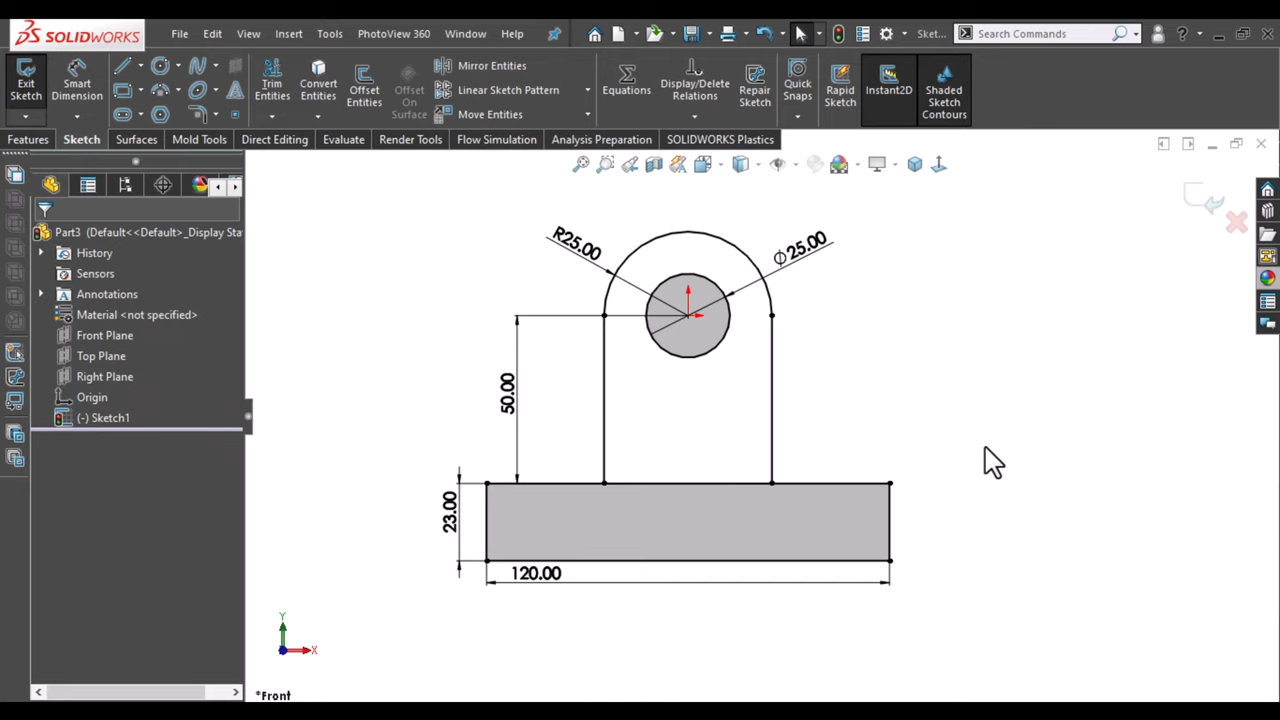 SOLIDWORKS File Edit View Insert Tools PhotoView 360 Window Help Sket... Search Commands
Exit Sketch Smart Dimension Trim Entities Convert Entities Offset Entities Offset On Surface Mirror Entities Linear Sketch Pattern Move Entities Equations Display/Delete Relations Repair Sketch Quick Snaps Rapid Sketch Instant2D Shaded Sketch Contours
Features Sketch Surfaces Mold Tools Direct Editing Evaluate Render Tools Flow Simulation Analysis Preparation SOLIDWORKS Plastics
Part3 (Default<<Default>_Display Sta
History
Sensors
Annotations
Material <not specified>
Front Plane
Top Plane
Right Plane
Origin
(-) Sketch1
R25.00
∅25.00
50.00
23.00
120.00
Y
X
*Front